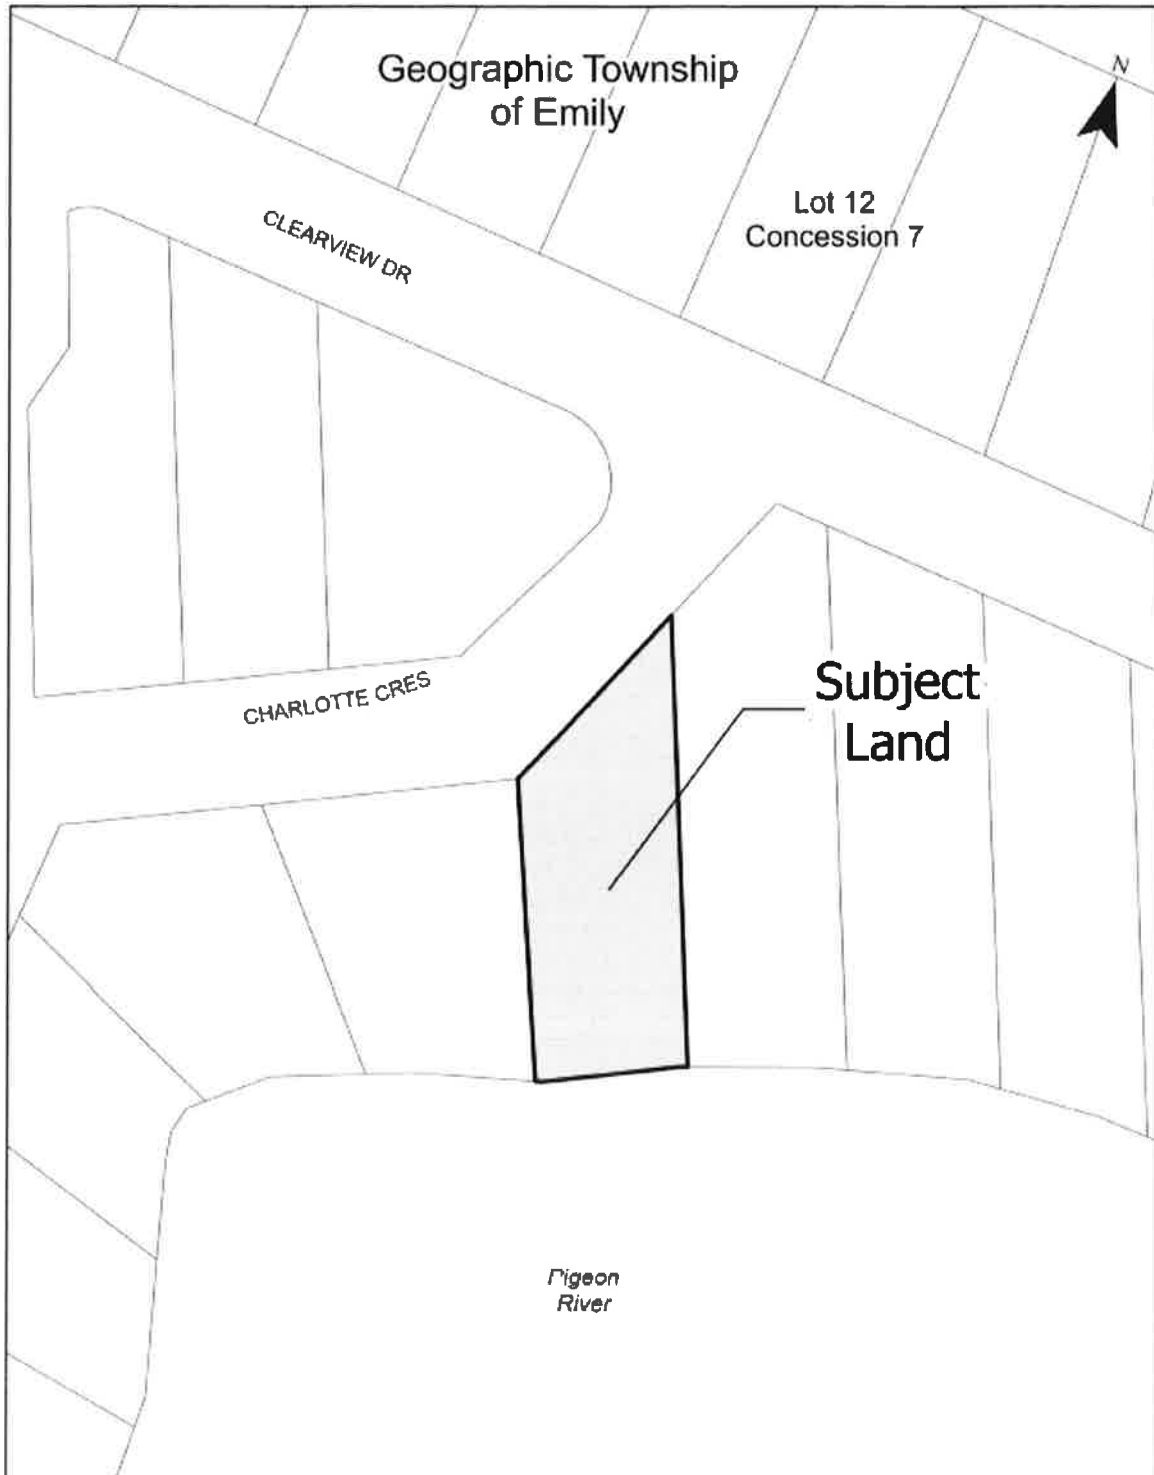 Geographic Township
of Emily
N
Lot 12
Concession 7
CLEARVIEW DR
Subject
Land
CHARLOTTE CRES
Pigeon
River